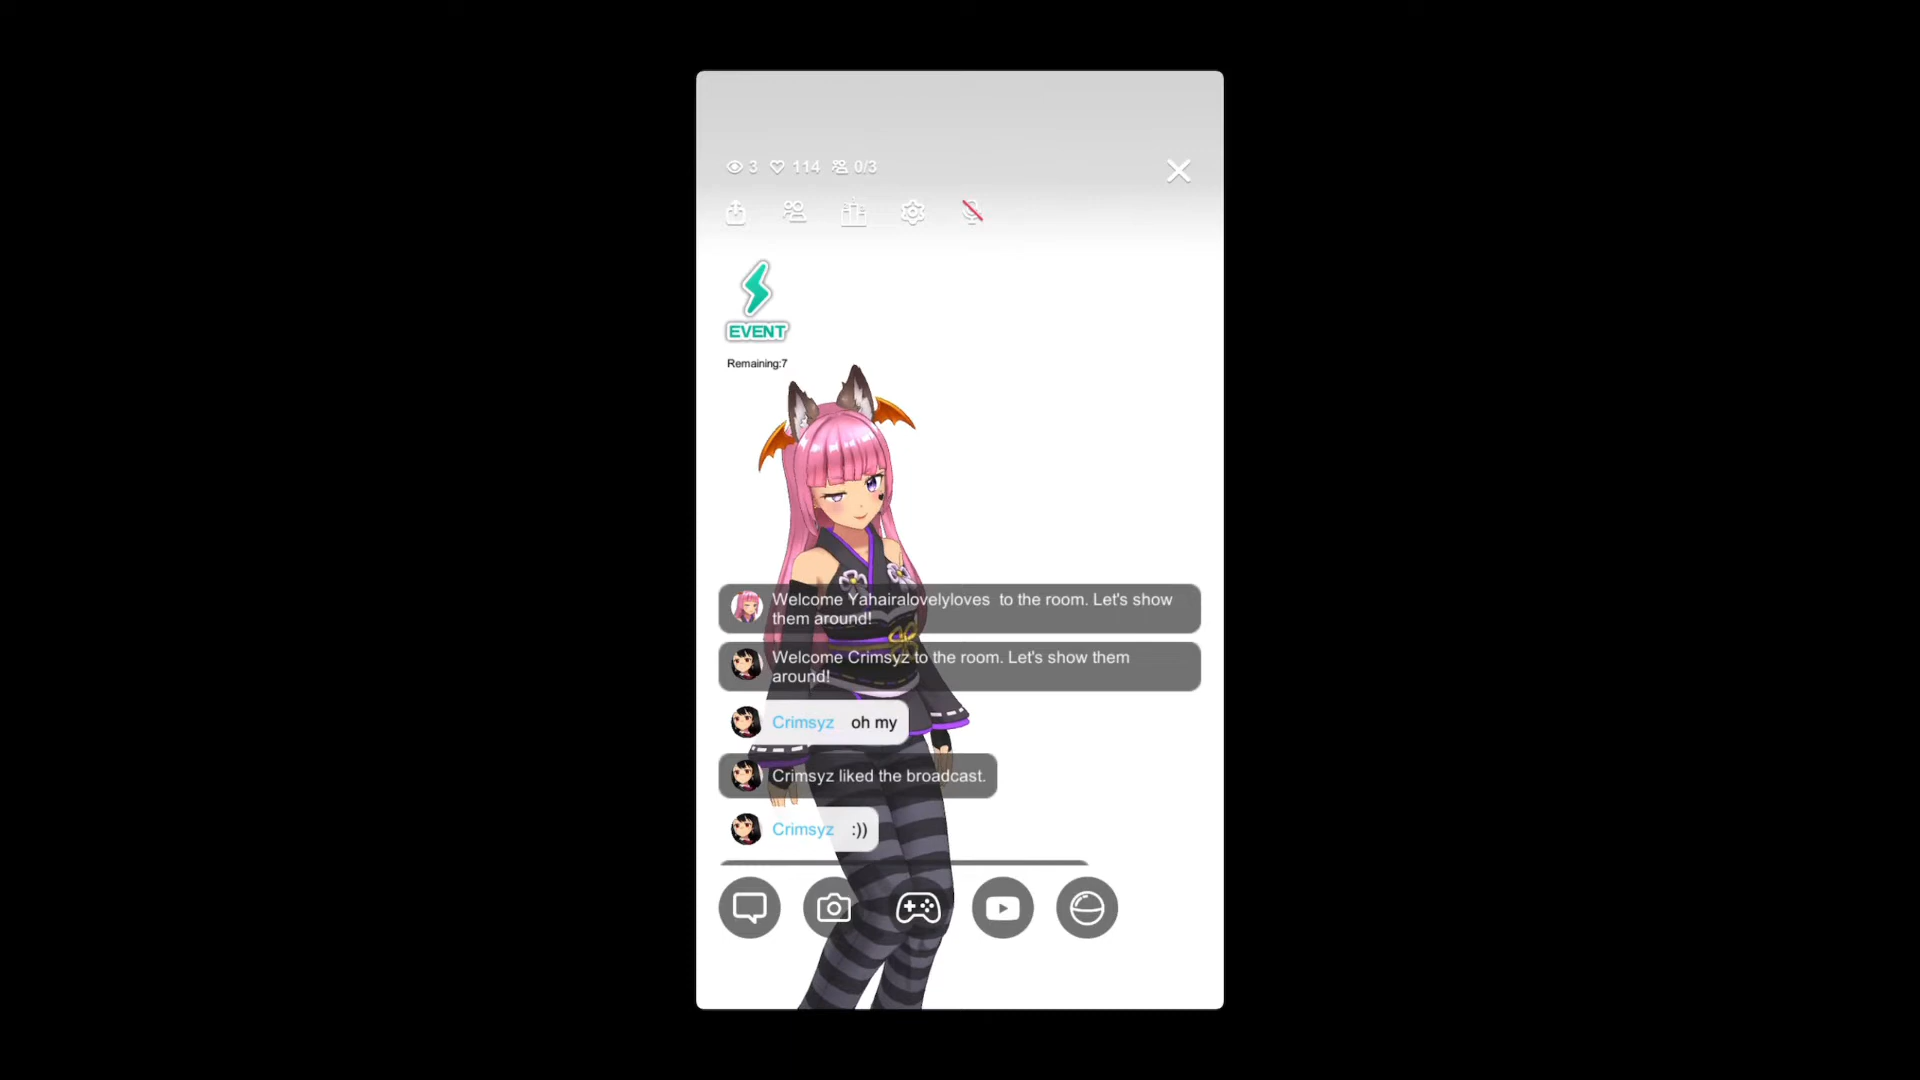 3 114 0/3
EVENT
Remaining:7
Welcome Yahairalovelyloves to the room. Let's show
them around!
Welcome Crimsyz to the room. Let's show them
around!
Crimsyz oh my
Crimsyz liked the broadcast.
Crimsyz :))